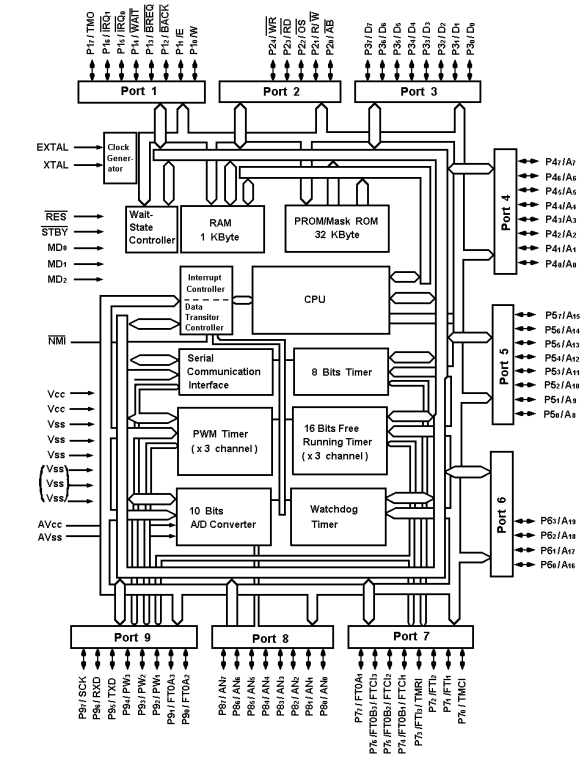 P17/TMO
P16/IRQ1
P15/IRQ0
P14/WAIT
P13/BREQ
P12/BACK
P11/E
P10/W
P24/WR
P23/RD
P22/OS
P21/R/W
P20/AB
P37/D7
P36/D6
P35/D5
P34/D4
P33/D3
P32/D2
P31/D1
P30/D0
Port 1
Port 2
Port 3
EXTAL
XTAL
Clock
Gener-
ator
P47/A7
P46/A6
P45/A5
P44/A4
P43/A3
P42/A2
P41/A1
P40/A0
Port 4
Wait-
State
Controller
RAM
1 KByte
PROM/Mask ROM
32 KByte
RES
STBY
MD0
MD1
MD2
Interrupt
Controller
Data
Transitor
Controller
CPU
NMI
P57/A15
P56/A14
P55/A13
P54/A12
P53/A11
P52/A10
P51/A9
P50/A8
Port 5
Serial
Communication
Interface
8 Bits Timer
Vcc
Vcc
Vss
Vss
Vss
(Vss)
(Vss)
(Vss)
PWM Timer
( x 3 channel )
16 Bits Free
Running Timer
( x 3 channel )
10 Bits
A/D Converter
Watchdog
Timer
AVcc
AVss
Port 6
P63/A19
P62/A18
P61/A17
P60/A16
Port 9
Port 8
Port 7
P97/SCK
P96/RXD
P95/TXD
P94/PW3
P93/PW2
P92/PW1
P91/FT0A3
P90/FT0A2
P87/AN7
P86/AN6
P85/AN5
P84/AN4
P83/AN3
P82/AN2
P81/AN1
P80/AN0
P77/FT0A1
P76/FT0B3/FTCI3
P75/FT0B2/FTCI2
P74/FT0B1/FTCI1
P73/FTI3/TMRI
P72/FTI2
P71/FTI1
P70/TMCI